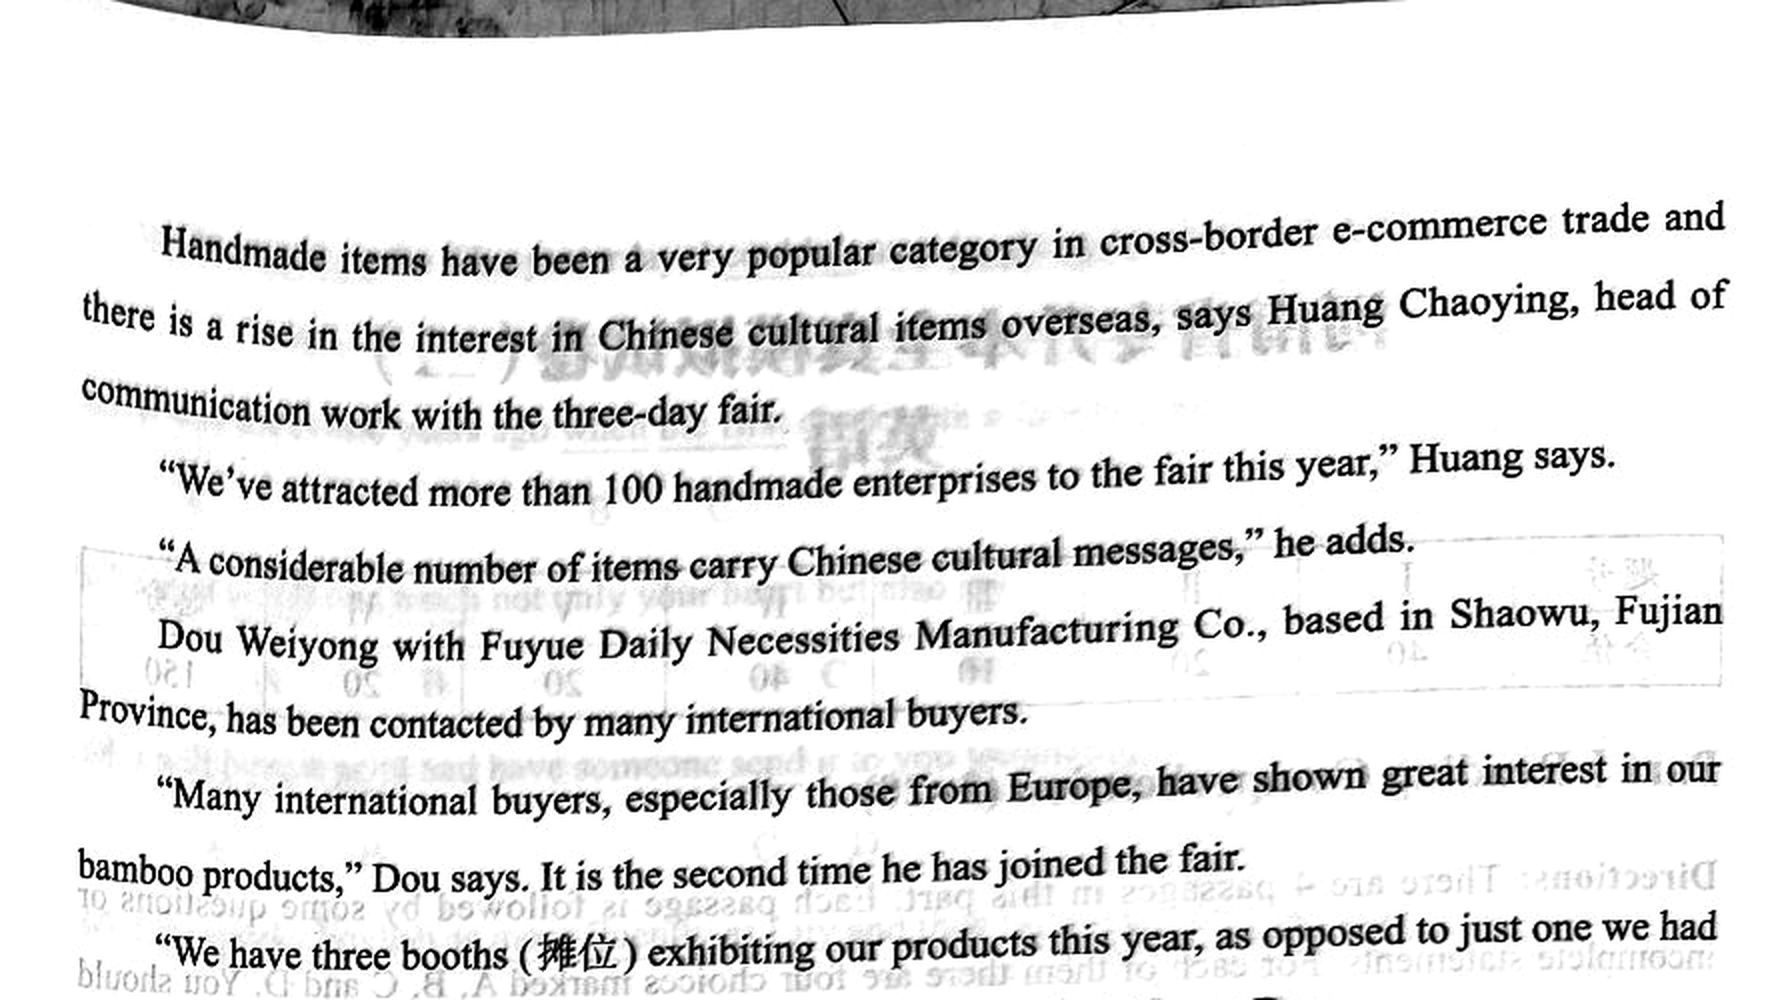 Handmade items have been a very popular category in cross-border e-commerce trade and
there is a rise in the interest in Chinese cultural items overseas, says Huang Chaoying, head of
communication work with the three-day fair.
“We’ve attracted more than 100 handmade enterprises to the fair this year,” Huang says.
“A considerable number of items carry Chinese cultural messages,” he adds.
Dou Weiyong with Fuyue Daily Necessities Manufacturing Co., based in Shaowu, Fujian
Province, has been contacted by many international buyers.
“Many international buyers, especially those from Europe, have shown great interest in our
bamboo products,” Dou says. It is the second time he has joined the fair.
“We have three booths (摊位) exhibiting our products this year, as opposed to just one we had